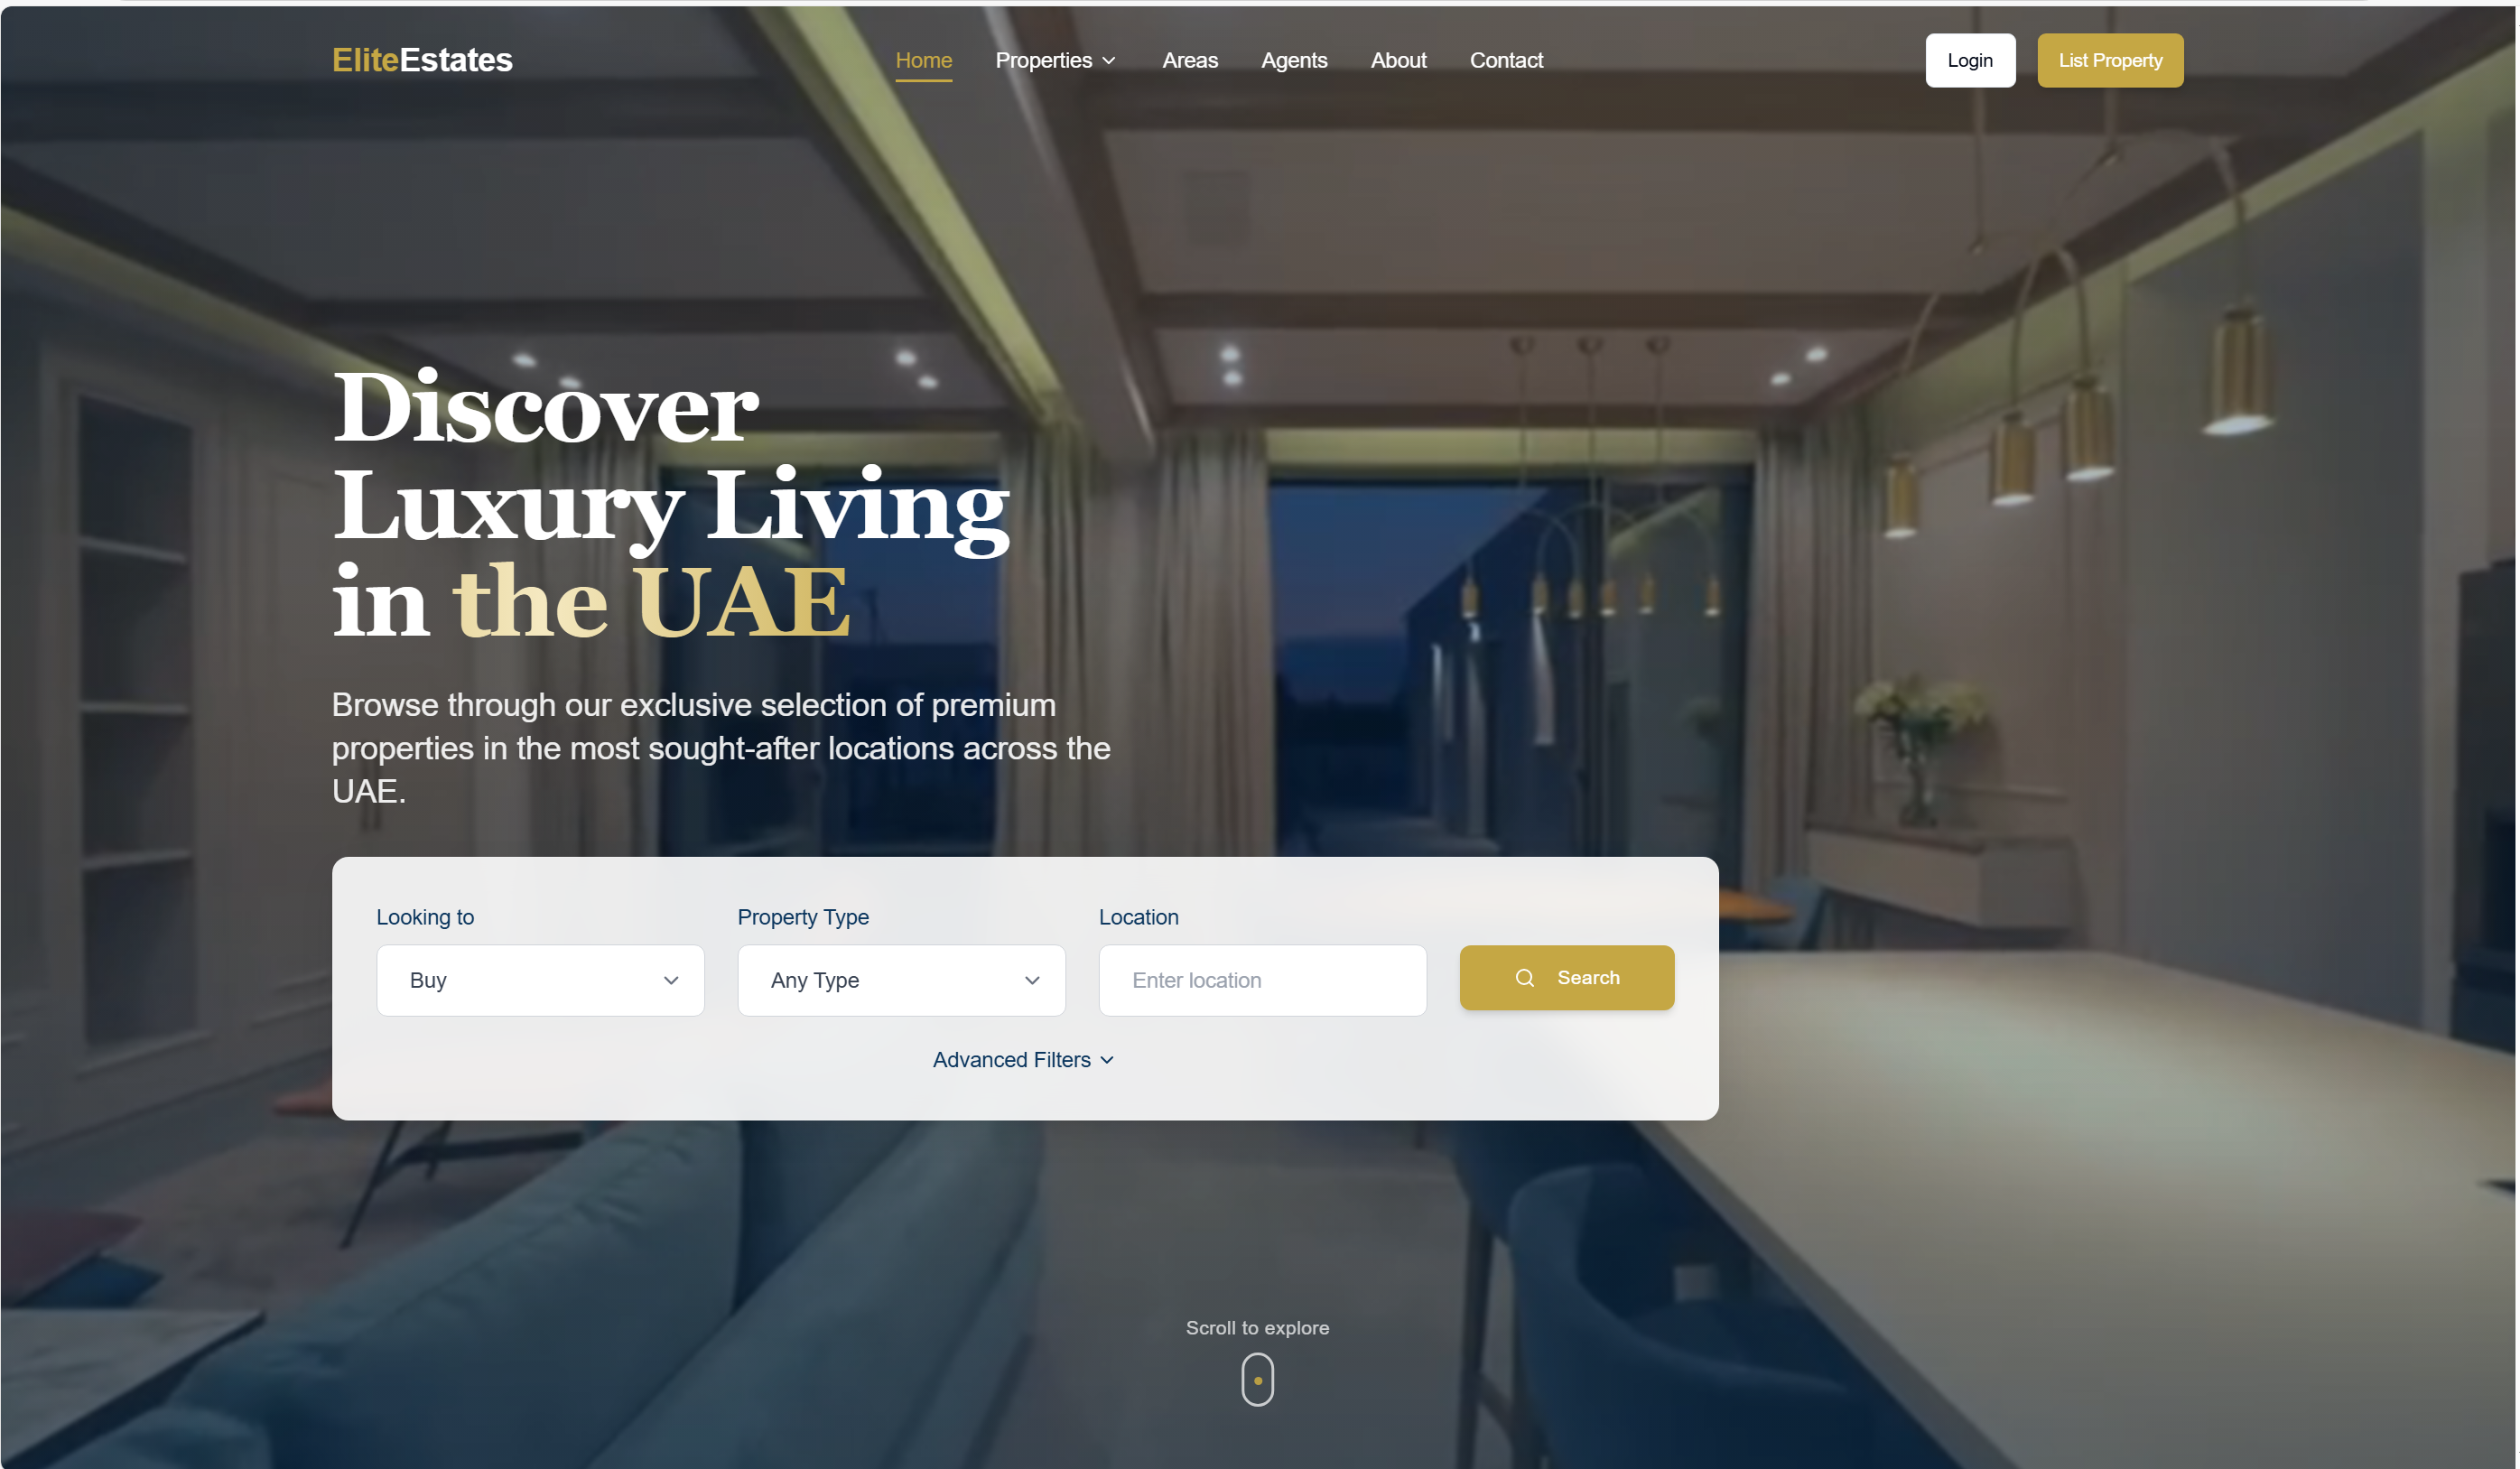 EliteEstates
Home Properties Areas Agents About Contact
Login
List Property
Discover
Luxury Living
in the UAE
Browse through our exclusive selection of premium
properties in the most sought-after locations across the
UAE.
Looking to
Buy
Property Type
Any Type
Location
Enter location
Search
Advanced Filters
Scroll to explore